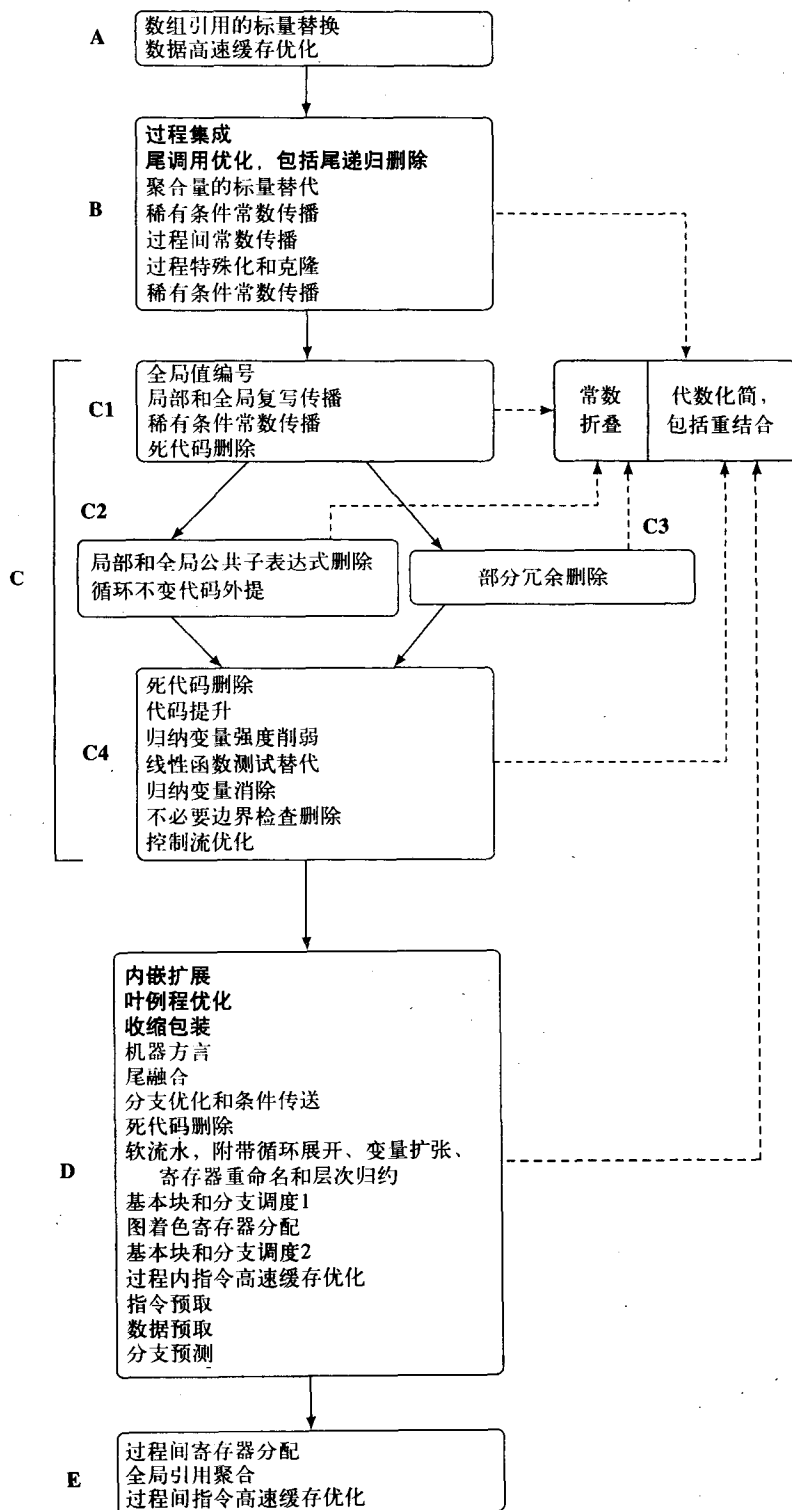 A
数组引用的标量替换
数据高速缓存优化
B
过程集成
尾调用优化，包括尾递归删除
聚合量的标量替代
稀有条件常数传播
过程间常数传播
过程特殊化和克隆
稀有条件常数传播
C
C1
全局值编号
局部和全局复写传播
稀有条件常数传播
死代码删除
常数
折叠
代数化简，
包括重结合
C2
局部和全局公共子表达式删除
循环不变代码外提
C3
部分冗余删除
C4
死代码删除
代码提升
归纳变量强度削弱
线性函数测试替代
归纳变量消除
不必要边界检查删除
控制流优化
D
内嵌扩展
叶例程优化
收缩包装
机器方言
尾融合
分支优化和条件传送
死代码删除
软流水，附带循环展开、变量扩张、
寄存器重命名和层次归约
基本块和分支调度1
图着色寄存器分配
基本块和分支调度2
过程内指令高速缓存优化
指令预取
数据预取
分支预测
E
过程间寄存器分配
全局引用聚合
过程间指令高速缓存优化